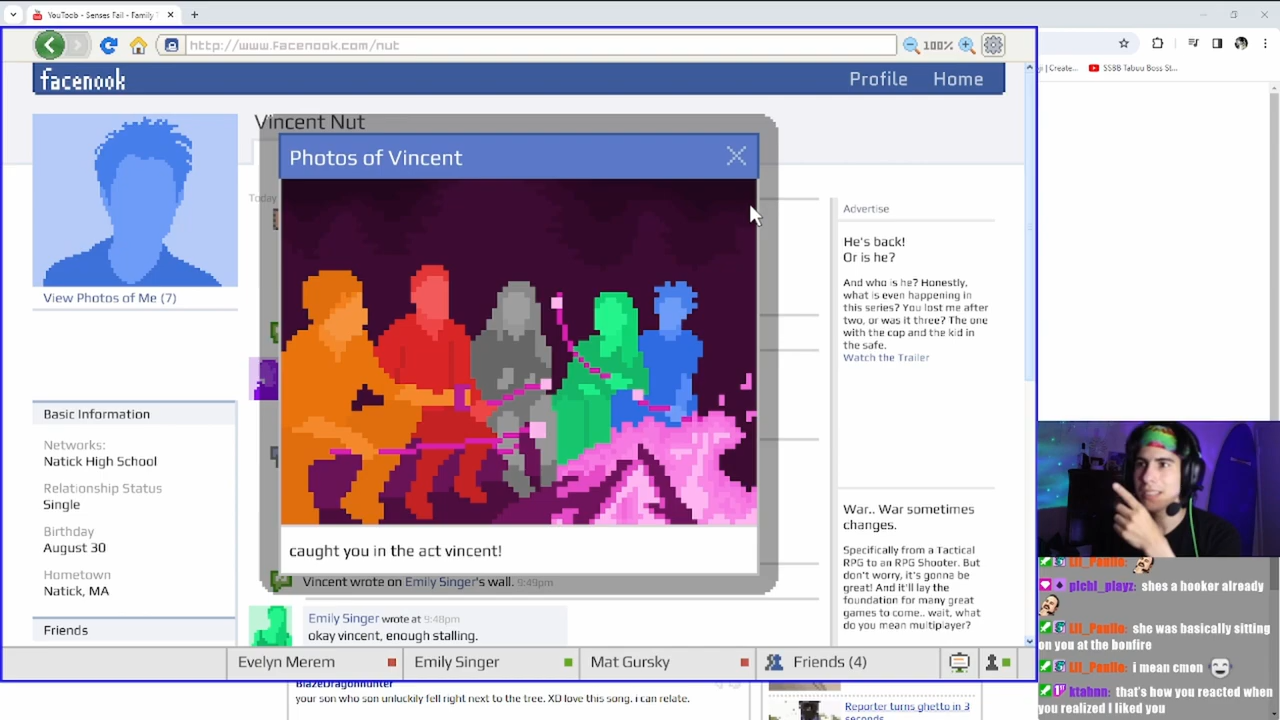 YouToob - Senses Fail - Family T
http://www.facenook.com/nut
100%
j | Create...
SSBB Tabuu Boss St...
facenook
Profile
Home
Vincent Nut
Photos of Vincent
Today
View Photos of Me (7)
Basic Information
Networks:
Natick High School
Relationship Status
Single
Birthday
August 30
Hometown
Natick, MA
Friends
caught you in the act vincent!
Vincent wrote on Emily Singer's wall. 9:49pm
Emily Singer wrote at 9:48pm
okay vincent, enough stalling.
Advertise
He's back!
Or is he?
And who is he? Honestly,
what is even happening in
this series? You lost me after
two, or was it three? The one
with the cop and the kid in
the safe.
Watch the Trailer
War.. War sometimes
changes.
Specifically from a Tactical
RPG to an RPG Shooter. But
don't worry, it's gonna be
great! And it'll lay the
foundation for many great
games to come.. wait, what
do you mean multiplayer?
Evelyn Merem
Emily Singer
Mat Gursky
Friends (4)
BlazeDragonhunter
your son who son unluckily fell right next to the tree. XD love this song. i can relate.
Reporter turns ghetto in 3
seconds
Lil_Paulie:
plchl_playz: shes a hooker already
Lil_Paulie: she was basically sitting
on you at the bonfire
Lil_Paulie: i mean cmon
ktahnn: that's how you reacted when
you realized I liked you